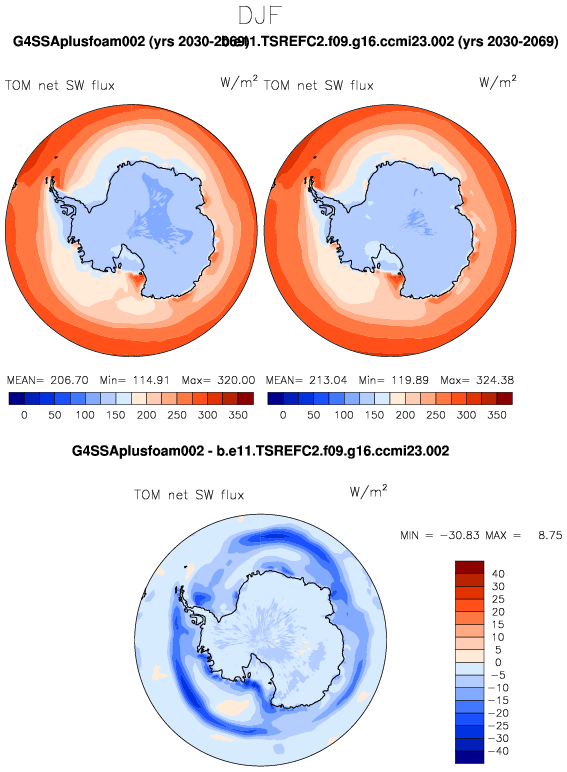 DJF
G4SSAplusfoam002 (yrs 2030-2069)
b.e11.TSREFC2.f09.g16.ccmi23.002 (yrs 2030-2069)
TOM net SW flux W/m²
TOM net SW flux W/m²
MEAN= 206.70 Min= 114.91 Max= 320.00
MEAN= 213.04 Min= 119.89 Max= 324.38
0 50 100 150 200 250 300 350
0 50 100 150 200 250 300 350
G4SSAplusfoam002 - b.e11.TSREFC2.f09.g16.ccmi23.002
TOM net SW flux W/m²
MIN = -30.83 MAX = 8.75
40
30
25
20
15
10
5
0
-5
-10
-15
-20
-25
-30
-40